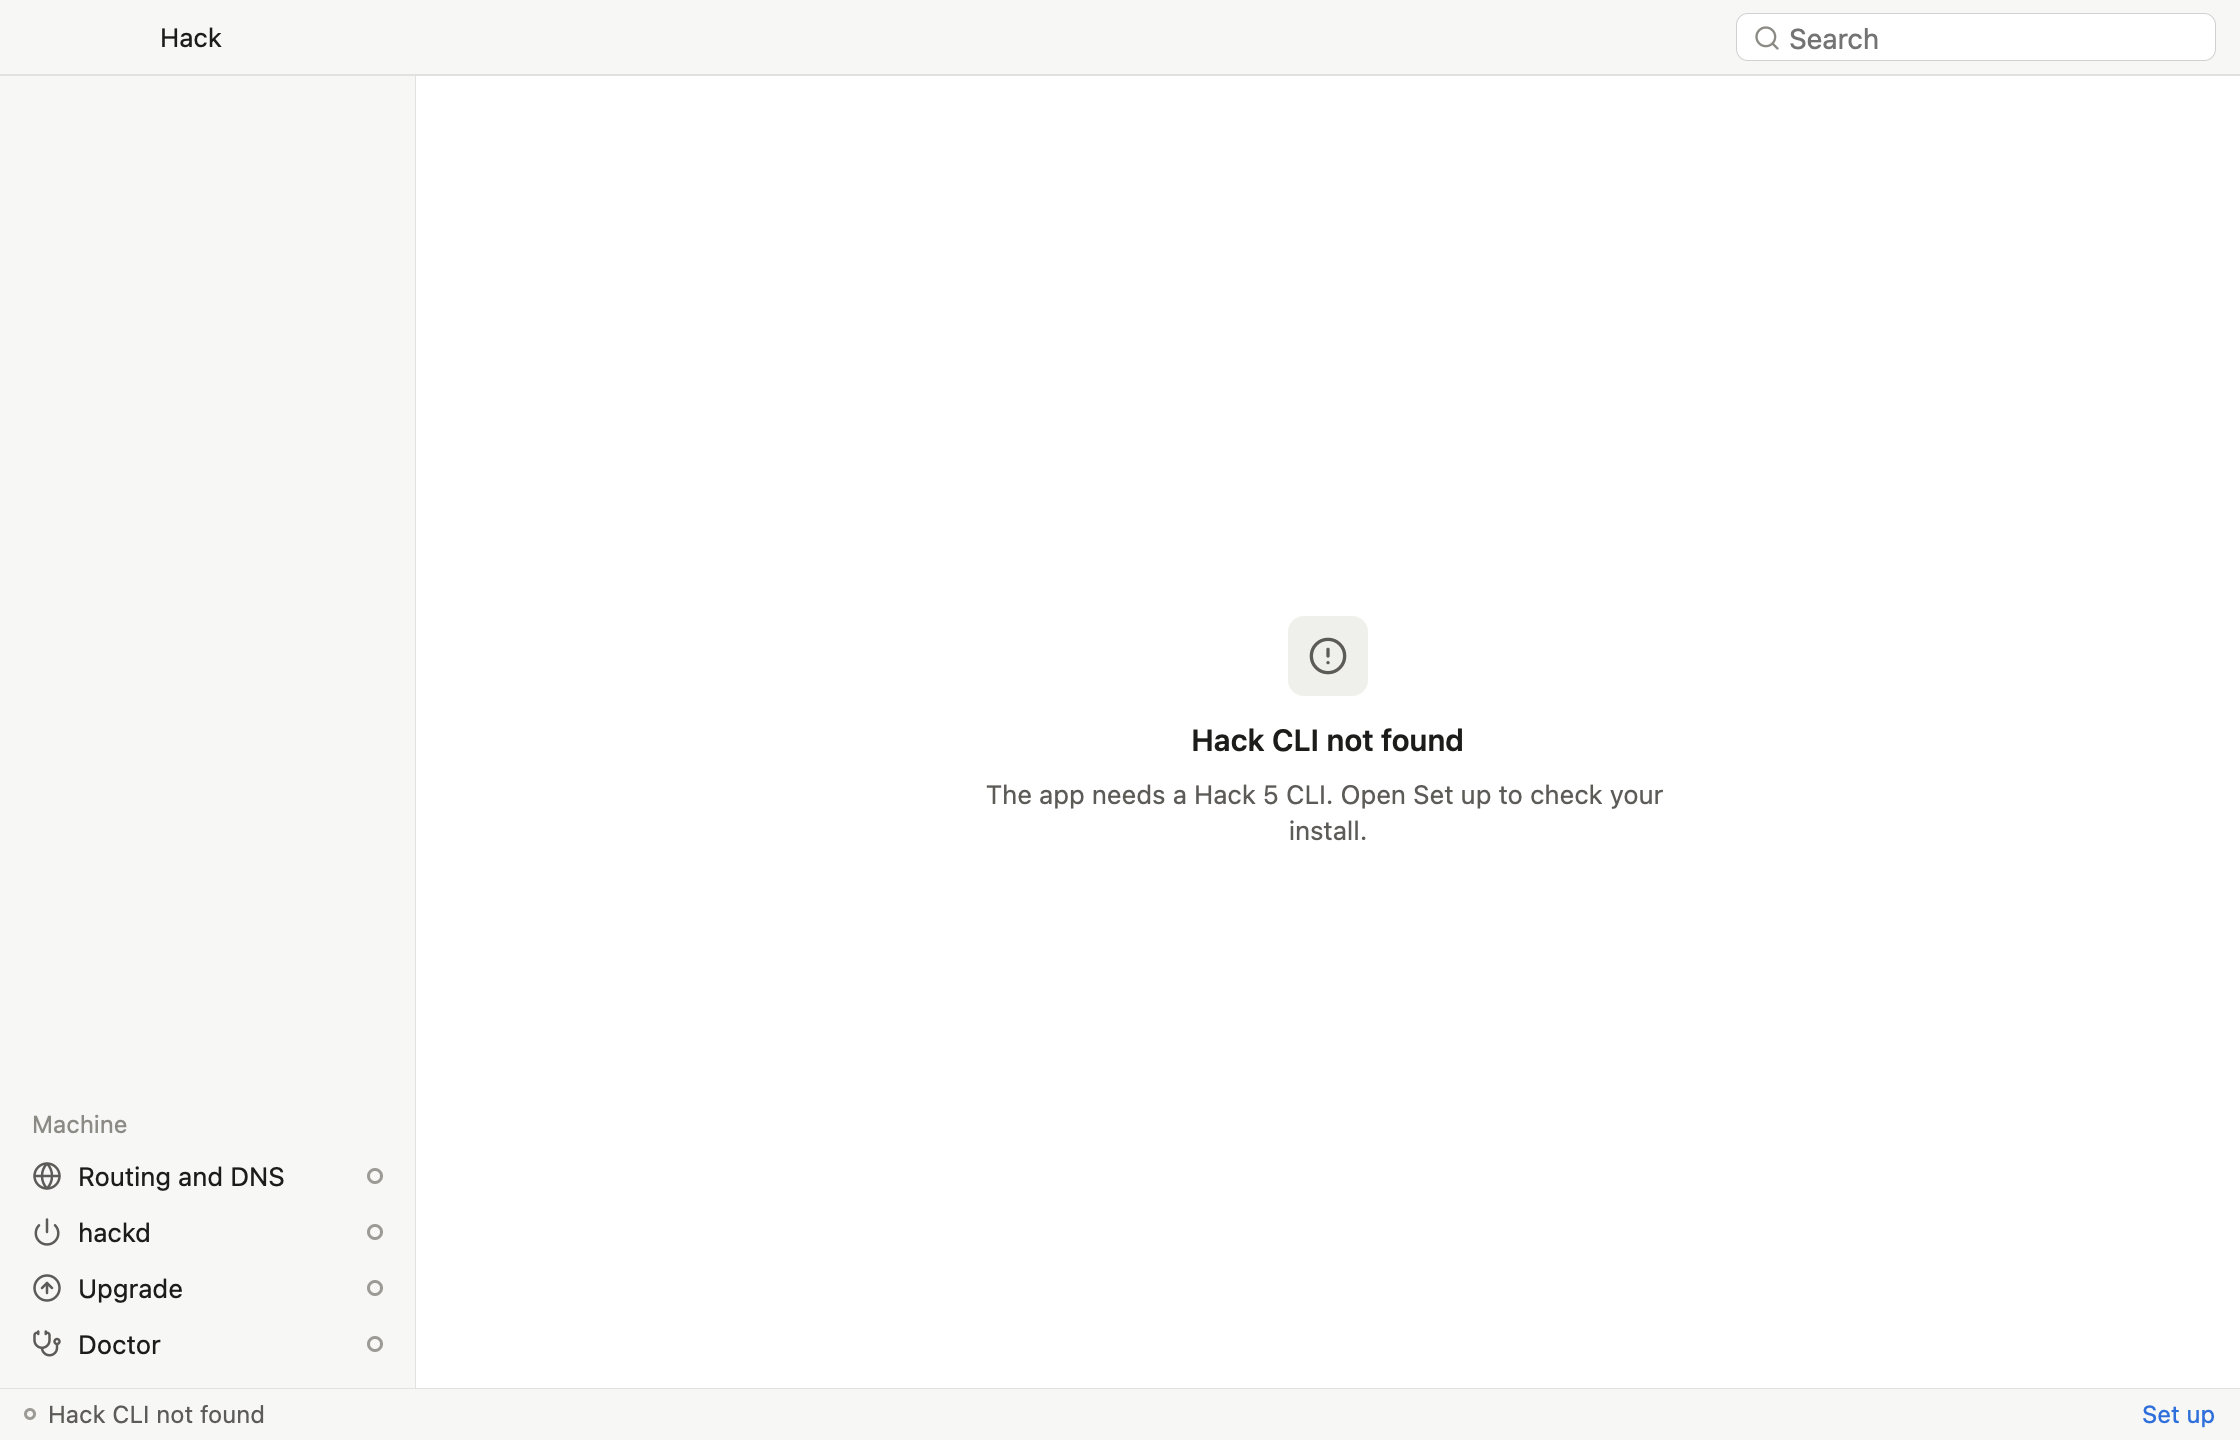 Hack
Search
Hack CLI not found
The app needs a Hack 5 CLI. Open Set up to check your
install.
Machine
Routing and DNS
hackd
Upgrade
Doctor
Hack CLI not found
Set up